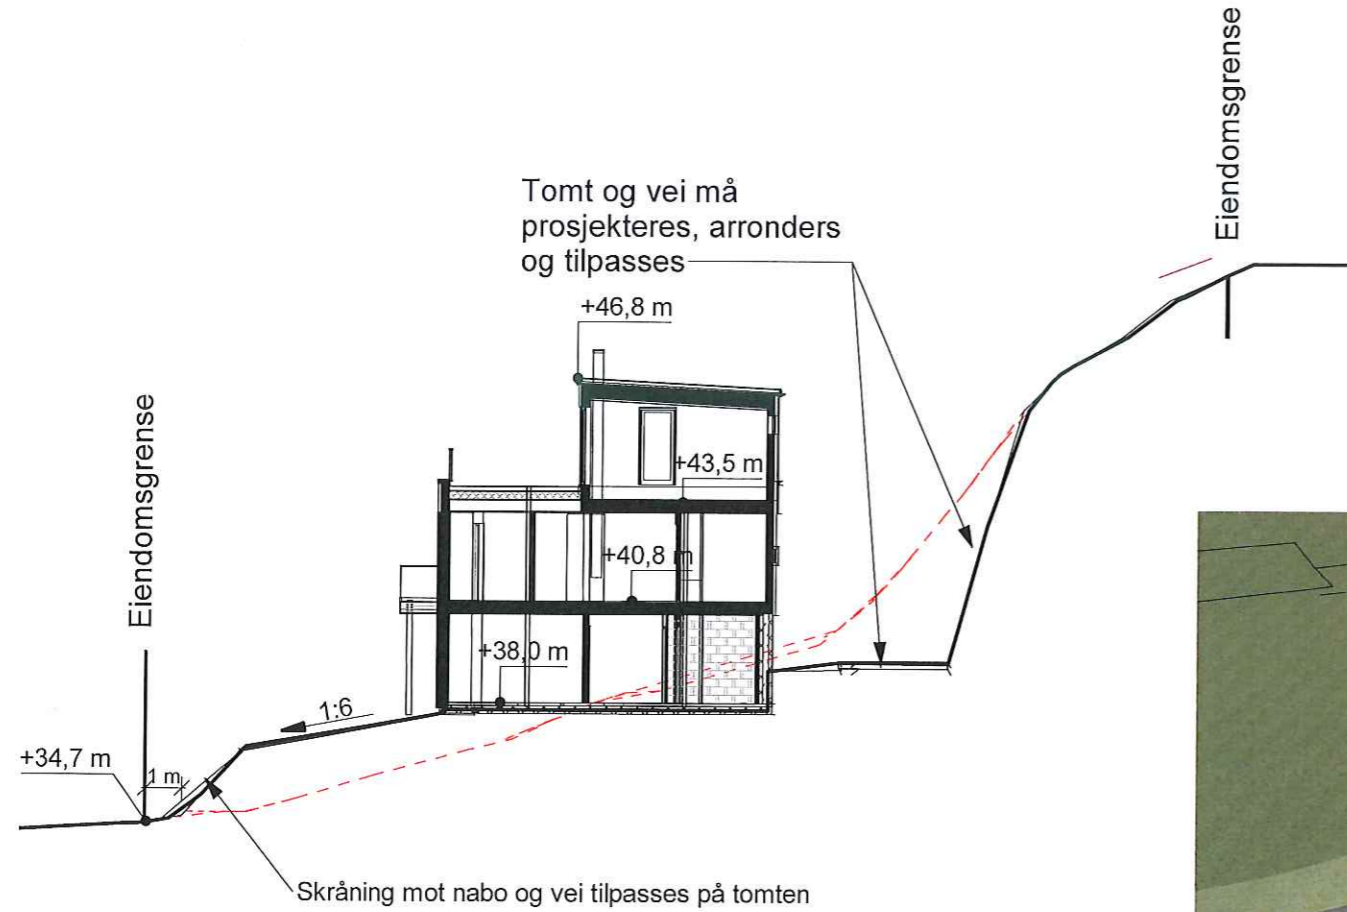 Eiendomsgrense
Tomt og vei må
prosjekteres, arronders
og tilpasses
+46,8 m
Eiendomsgrense
+43,5 m
+40,8 m
+38,0 m
1:6
+34,7 m
1 m
Skråning mot nabo og vei tilpasses på tomten